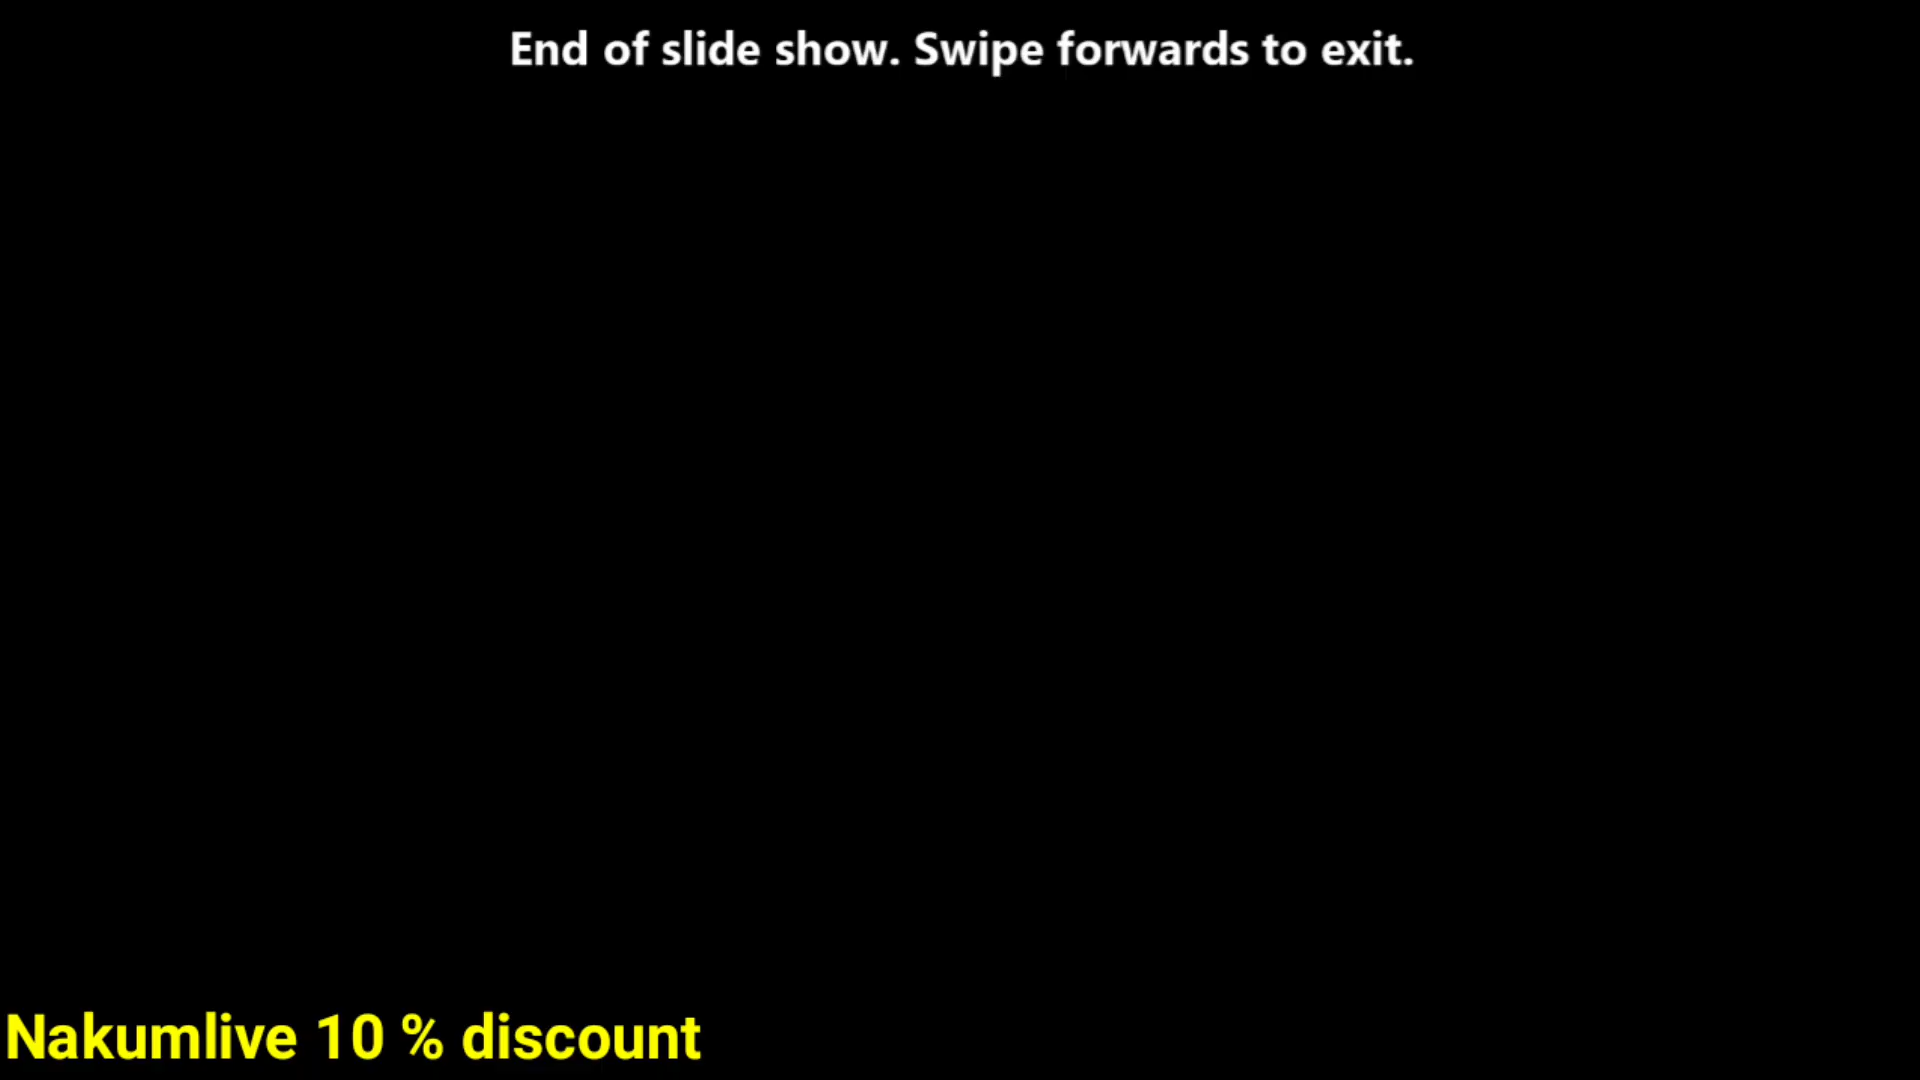 End of slide show. Swipe forwards to exit.
Nakumlive 10 % discount